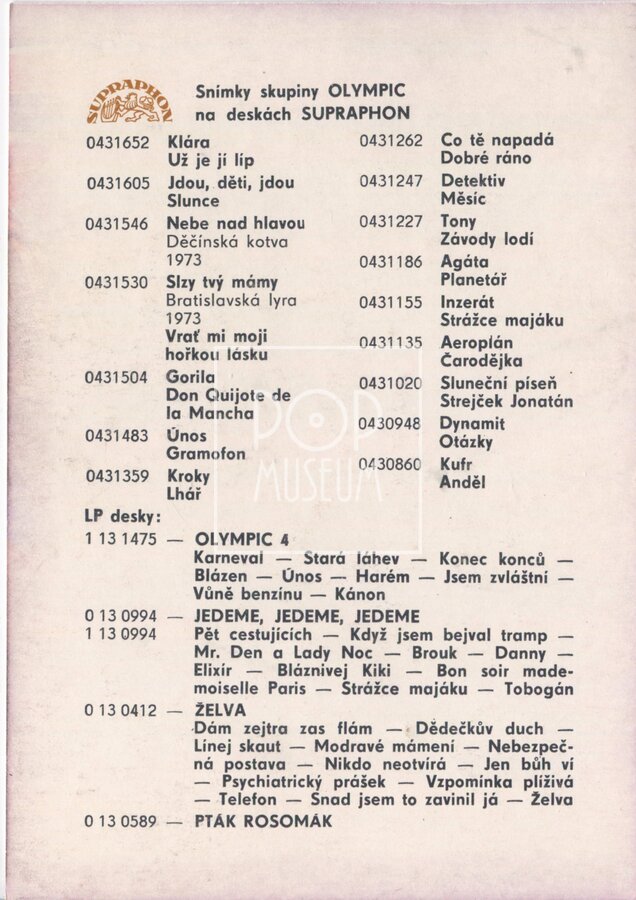 SUPRAPHON
Snímky skupiny OLYMPIC
na deskách SUPRAPHON
0431652 Klára
Už je jí líp
0431605 Jdou, děti, jdou
Slunce
0431546 Nebe nad hlavou
Děčínská kotva
1973
0431530 Slzy tvý mámy
Bratislavská lyra
1973
Vrať mi moji
hořkou lásku
0431504 Gorila
Don Quijote de
la Mancha
0431483 Únos
Gramofon
0431359 Kroky
Lhář
0431262 Co tě napadá
Dobré ráno
0431247 Detektiv
Měsíc
0431227 Tony
Závody lodí
0431186 Agáta
Planetář
0431155 Inzerát
Strážce majáku
0431135 Aeroplán
Čarodějka
0431020 Sluneční píseň
Strejček Jonatán
0430948 Dynamit
Otázky
0430860 Kufr
Anděl
POP
MUSEUM
LP desky:
1 13 1475 — OLYMPIC 4
Karneval — Stará láhev — Konec konců —
Blázen — Únos — Harém — Jsem zvláštní —
Vůně benzínu — Kánon
0 13 0994 — JEDEME, JEDEME, JEDEME
1 13 0994 Pět cestujících — Když jsem bejval tramp —
Mr. Den a Lady Noc — Brouk — Danny —
Elixír — Bláznivej Kiki — Bon soir made-
moiselle Paris — Strážce majáku — Tobogán
0 13 0412 — ŽELVA
Dám zejtra zas flám — Dědečkův duch —
Línej skaut — Modravé mámení — Nebezpeč-
ná postava — Nikdo neotvírá — Jen bůh ví
— Psychiatrický prášek — Vzpomínka plíživá
— Telefon — Snad jsem to zavinil já — Želva
0 13 0589 — PTÁK ROSOMÁK